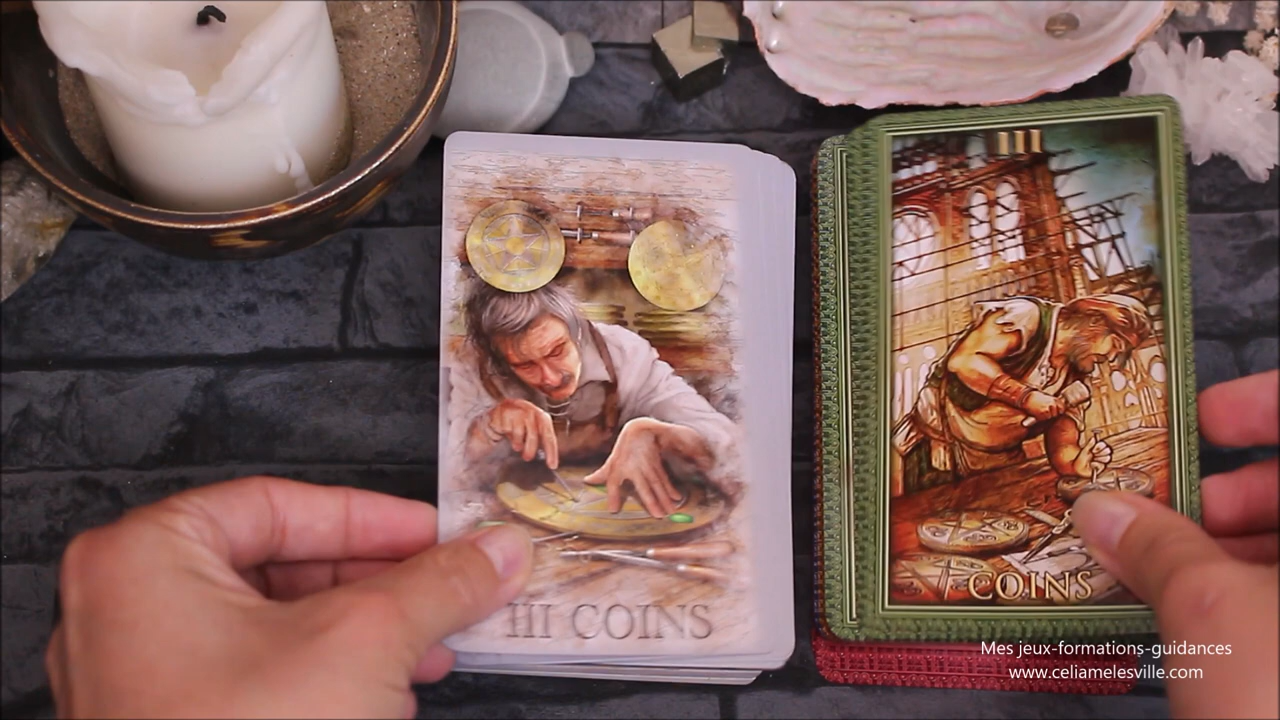 III
COINS
III COINS
Mes jeux-formations-guidances
www.celiamelesville.com